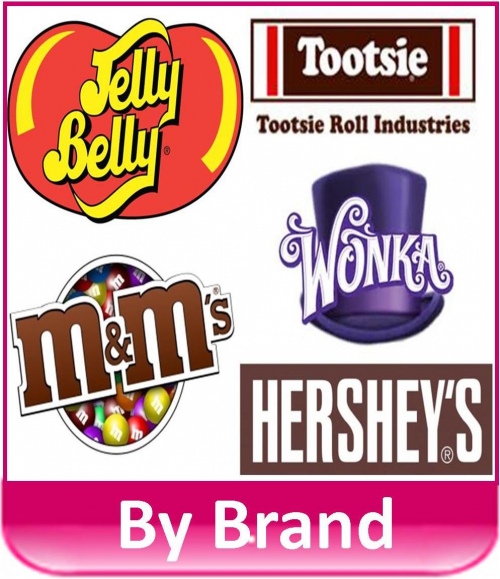 Jelly
Belly®
Tootsie®
Tootsie Roll Industries
WONKA®
m&m's
HERSHEY'S®
By Brand